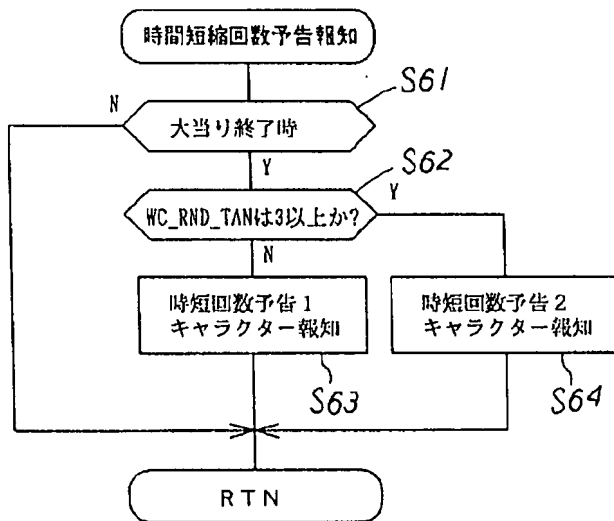 時間短縮回数予告報知
S61
N
大当り終了時
Y
S62
WC_RND_TANは3以上か?
Y
N
時短回数予告1
キャラクター報知
時短回数予告2
キャラクター報知
S63
S64
RTN